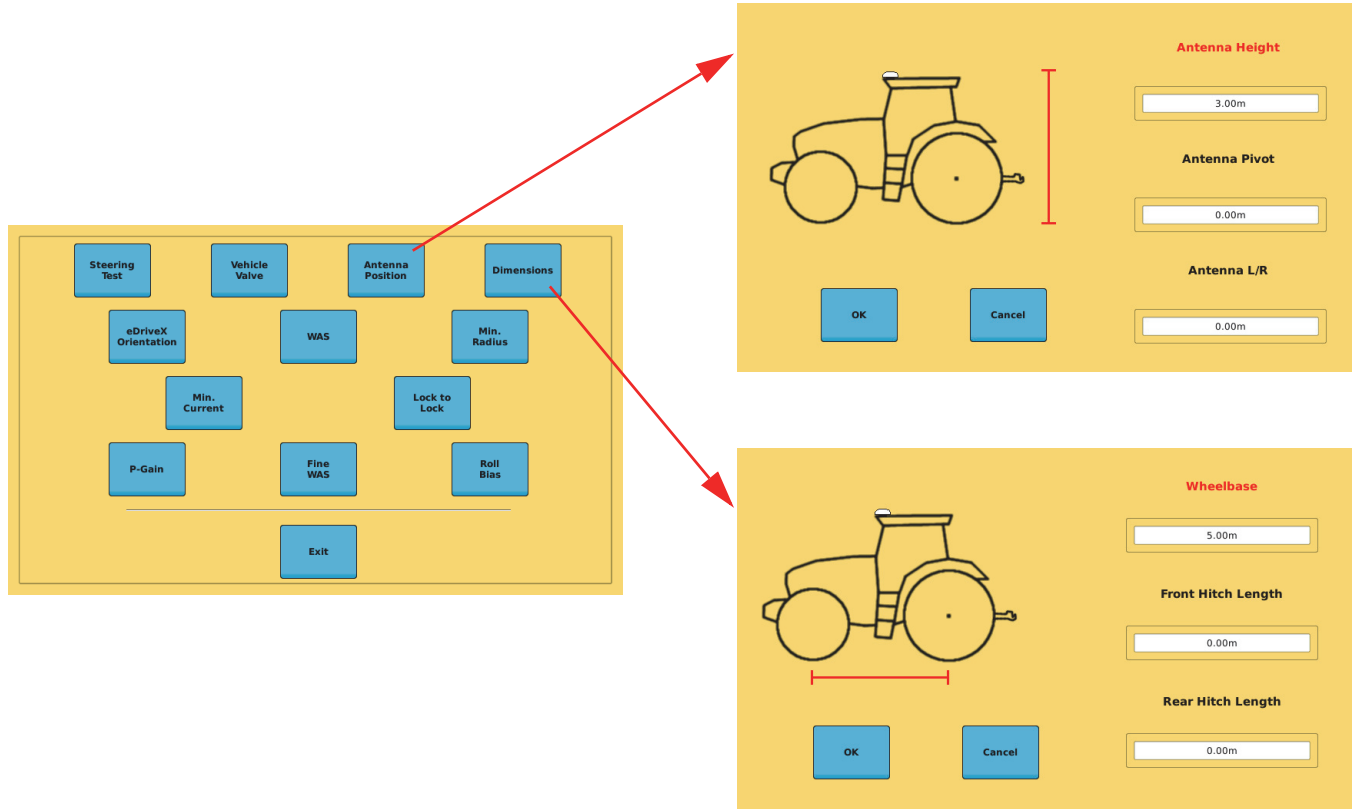 Steering
Test
Vehicle
Valve
Antenna
Position
Dimensions
eDriveX
Orientation
WAS
Min.
Radius
Min.
Current
Lock to
Lock
P-Gain
Fine
WAS
Roll
Bias
Exit
Antenna Height
3.00m
Antenna Pivot
0.00m
Antenna L/R
0.00m
OK
Cancel
Wheelbase
5.00m
Front Hitch Length
0.00m
Rear Hitch Length
0.00m
OK
Cancel